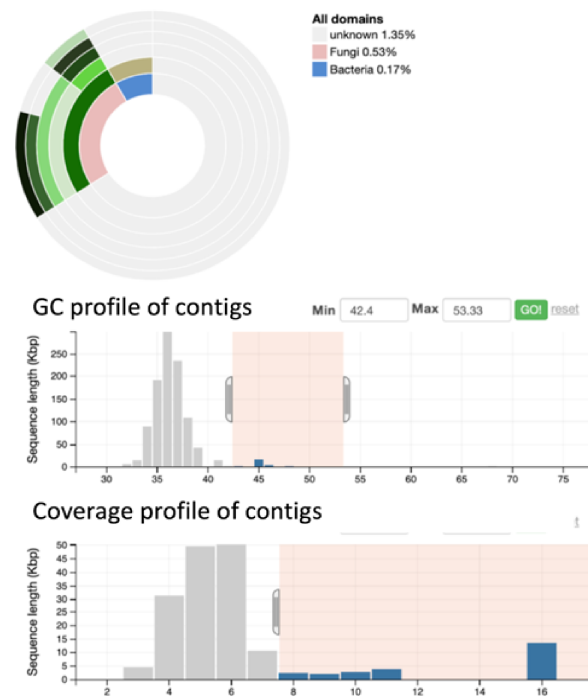 All domains
unknown 1.35%
Fungi 0.53%
Bacteria 0.17%
GC profile of contigs
Min 42.4 Max 53.33 GO! reset
Sequence length (Kbp)
250
200
150
100
50
0
30 35 40 45 50 55 60 65 70 75
Coverage profile of contigs
t
Sequence length (Kbp)
50
45
40
35
30
25
20
15
10
5
0
2 4 6 8 10 12 14 16